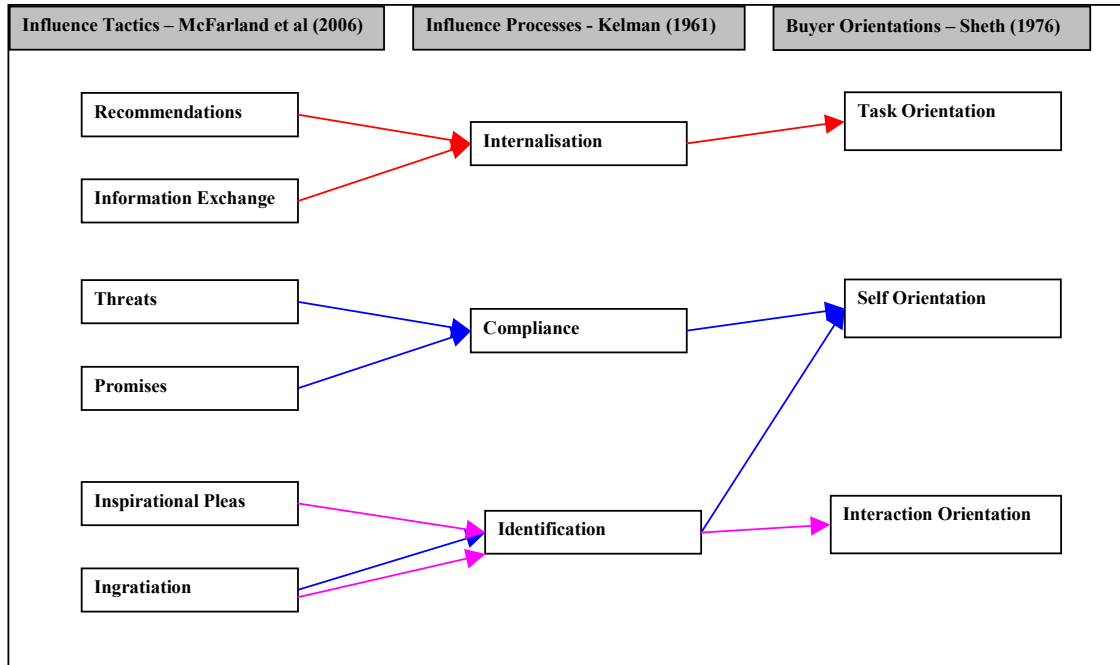 Influence Tactics – McFarland et al (2006)
Influence Processes - Kelman (1961)
Buyer Orientations – Sheth (1976)
Recommendations
Information Exchange
Internalisation
Task Orientation
Threats
Promises
Compliance
Self Orientation
Inspirational Pleas
Ingratiation
Identification
Interaction Orientation